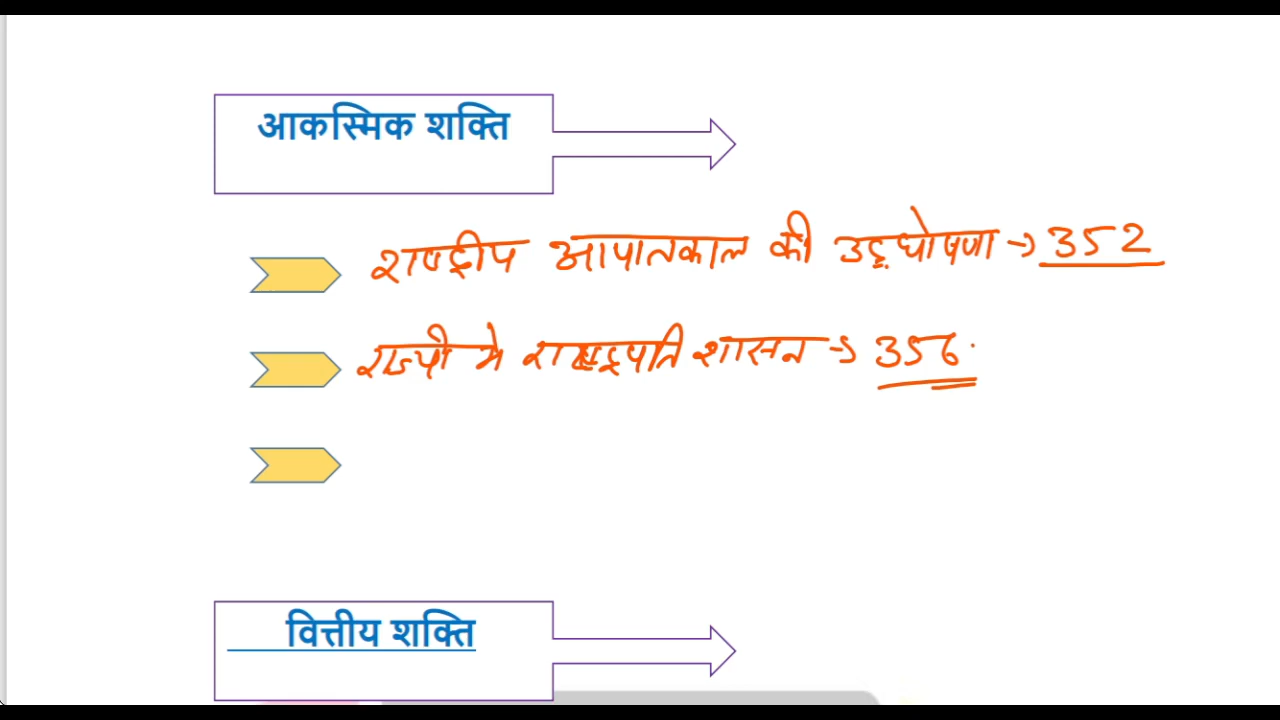 आकस्मिक शक्ति
राष्ट्रीय आपातकाल की उद्घोषणा → 352
राज्यों में राष्ट्रपति शासन → 356
वित्तीय शक्ति